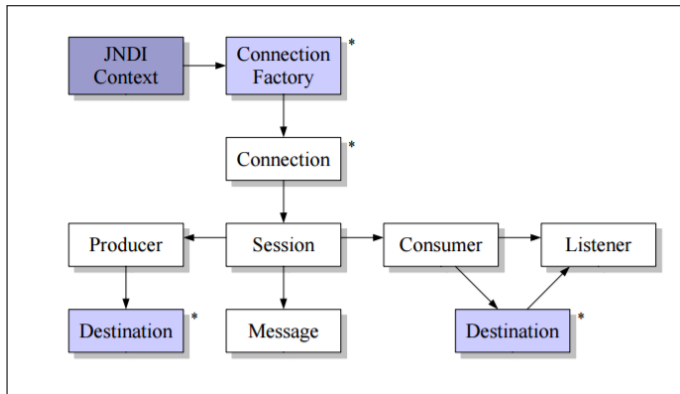 JNDI
Context
Connection
Factory
*
Connection
*
Producer
Session
Consumer
Listener
Destination
*
Message
Destination
*